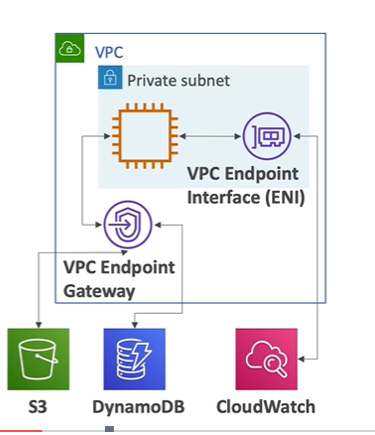 VPC
Private subnet
VPC Endpoint
Interface (ENI)
VPC Endpoint
Gateway
S3
DynamoDB
CloudWatch